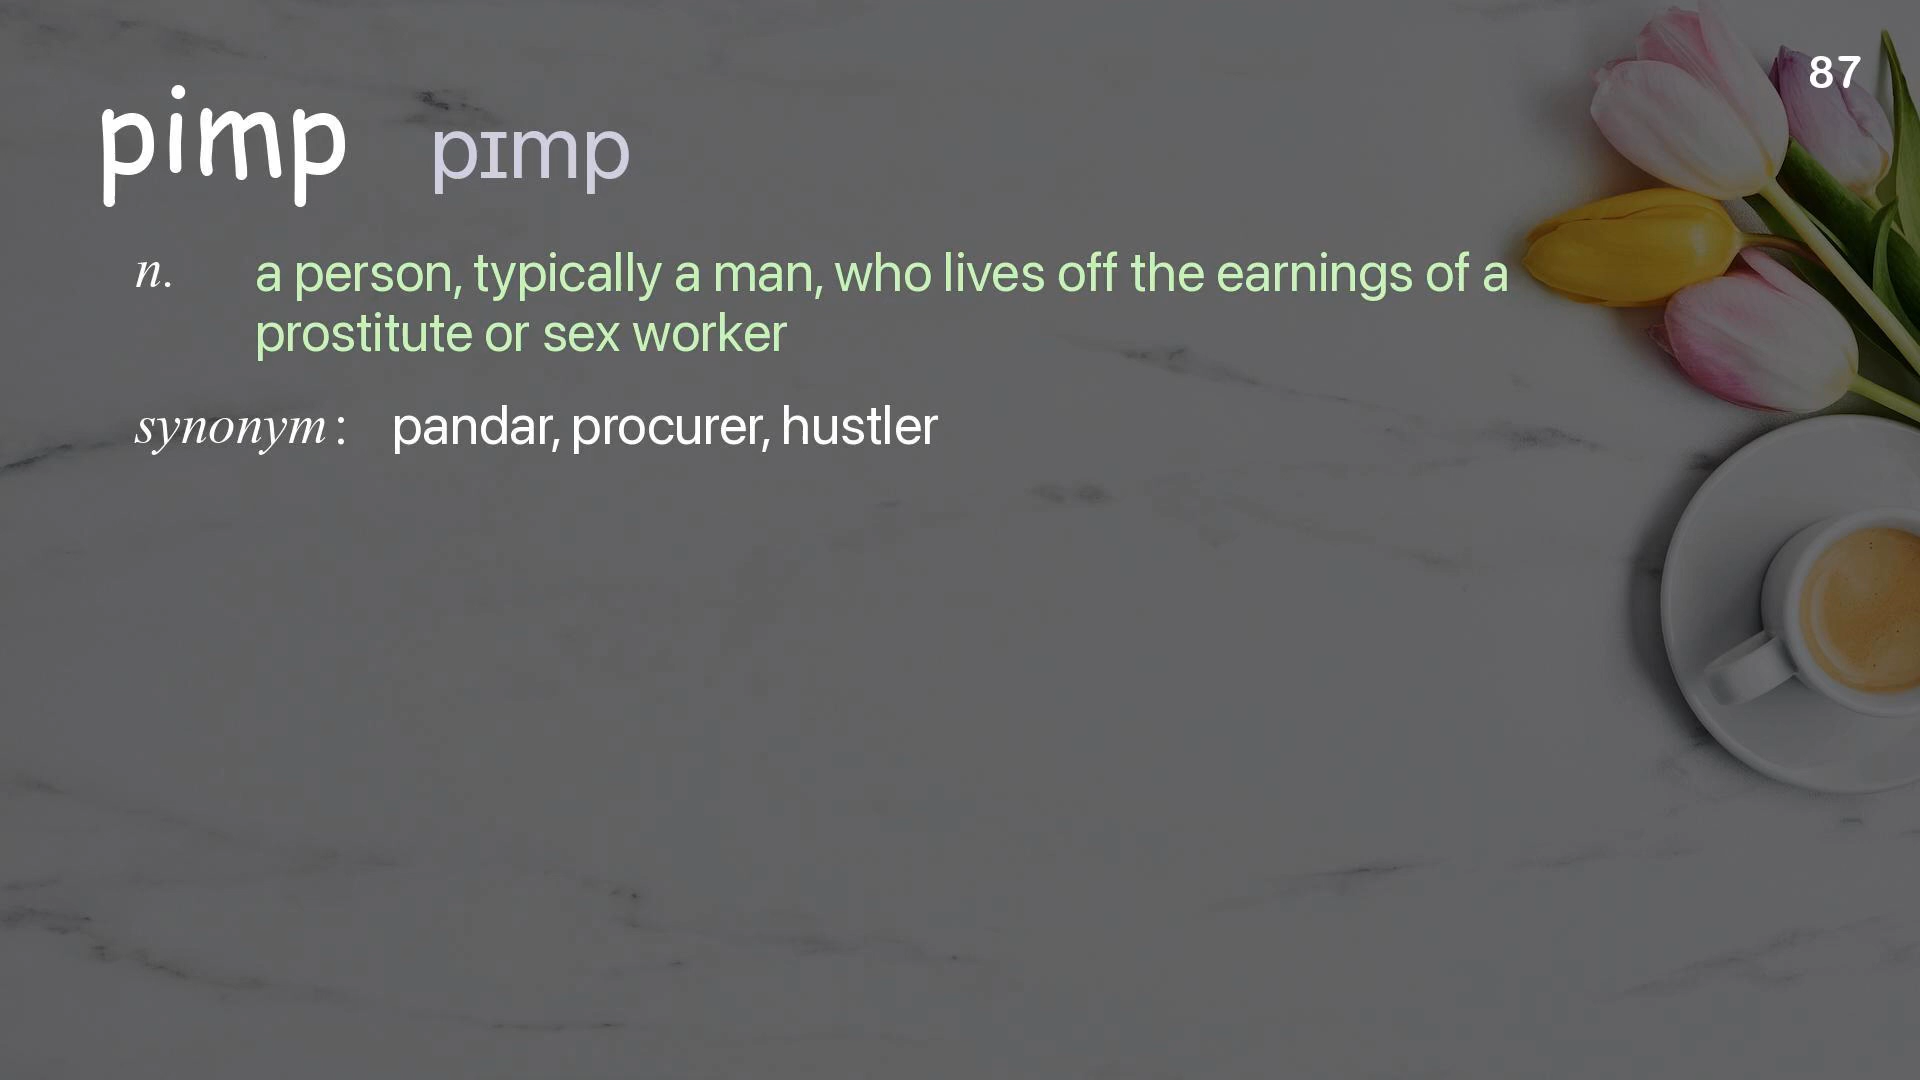 87
pimp pɪmp
n. a person, typically a man, who lives off the earnings of a
prostitute or sex worker
synonym: pandar, procurer, hustler